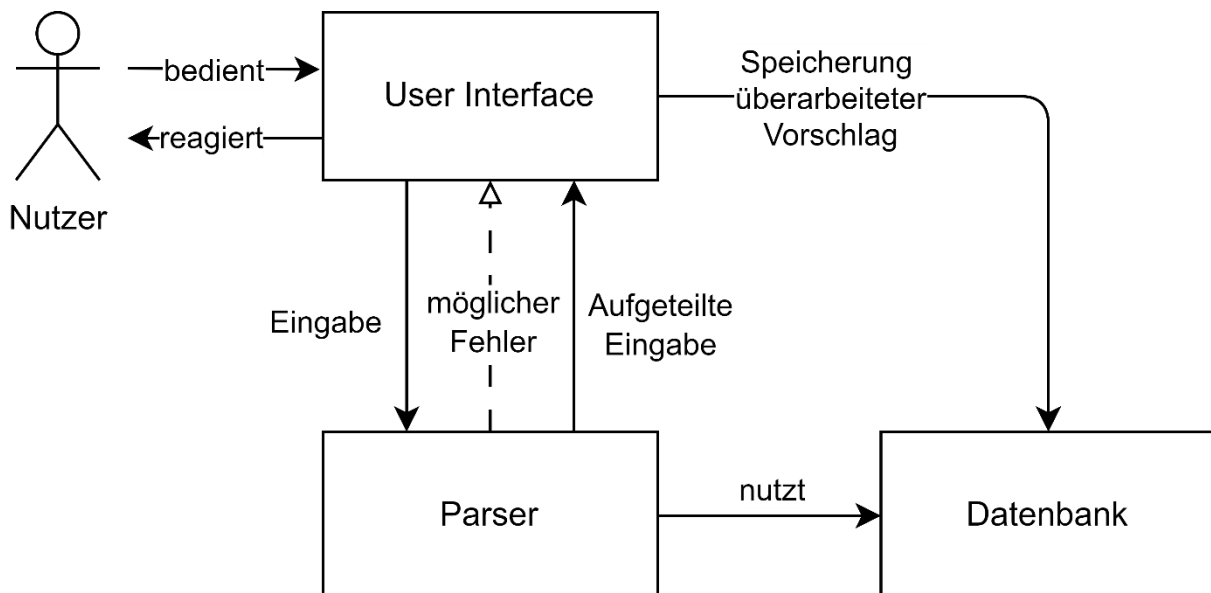 bedient
User Interface
Speicherung
überarbeiteter
Vorschlag
reagiert
Nutzer
Eingabe
möglicher
Fehler
Aufgeteilte
Eingabe
Parser
nutzt
Datenbank